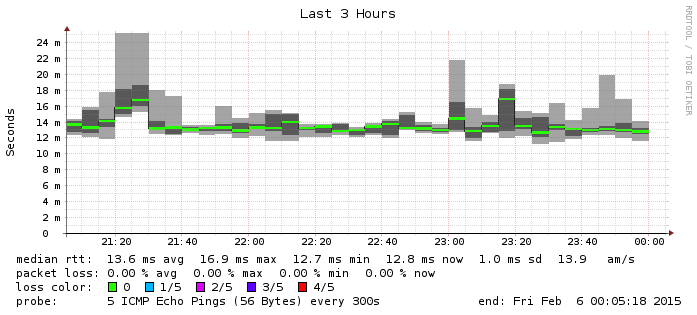 Last 3 Hours
RRDTOOL / TOBI OETIKER
Seconds
24 m
22 m
20 m
18 m
16 m
14 m
12 m
10 m
8 m
6 m
4 m
2 m
0
21:20 21:40 22:00 22:20 22:40 23:00 23:20 23:40 00:00
median rtt: 13.6 ms avg 16.9 ms max 12.7 ms min 12.8 ms now 1.0 ms sd 13.9 am/s
packet loss: 0.00 % avg 0.00 % max 0.00 % min 0.00 % now
loss color: 0 1/5 2/5 3/5 4/5
probe: 5 ICMP Echo Pings (56 Bytes) every 300s end: Fri Feb 6 00:05:18 2015